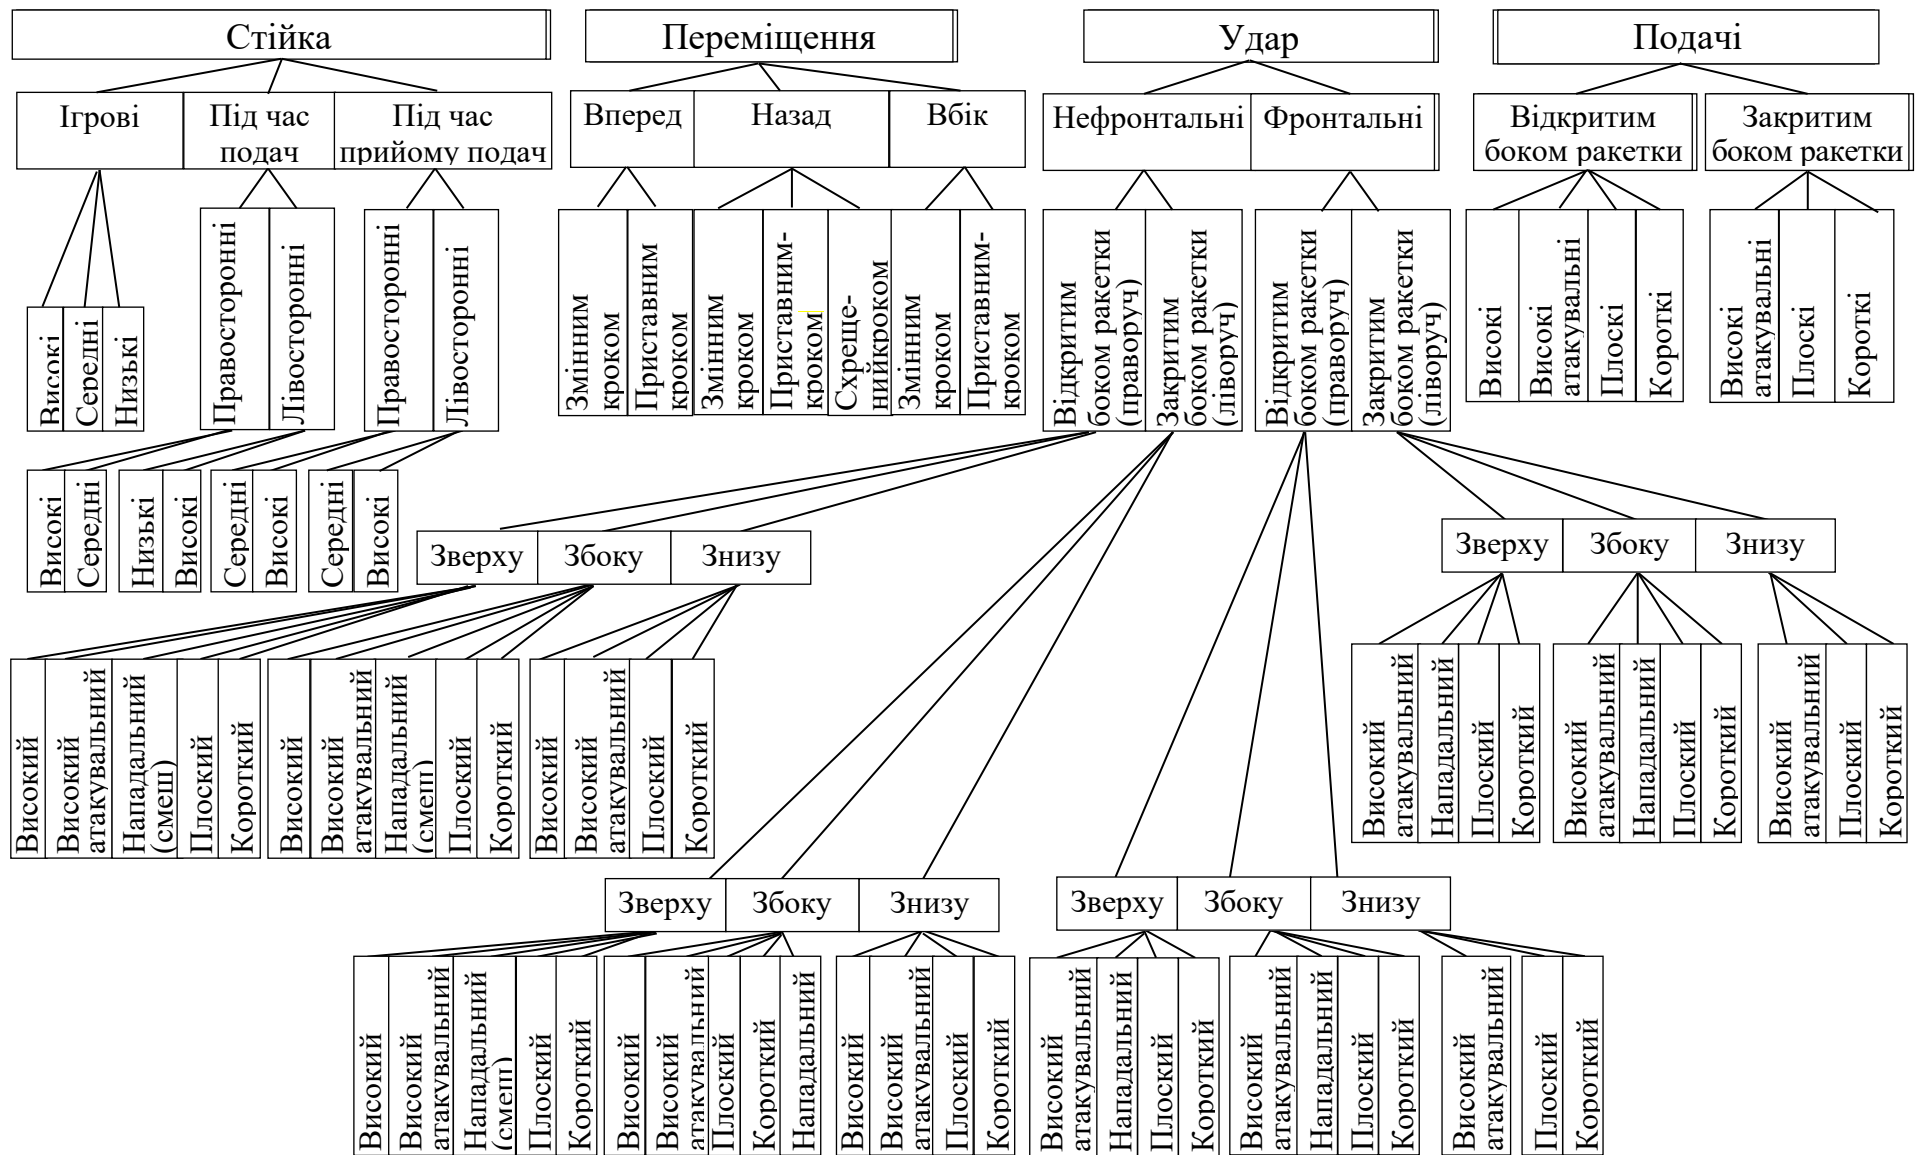 Стійка
Переміщення
Удар
Подачі
Ігрові
Під час
подач
Під час
прийому подач
Вперед
Назад
Вбік
Нефронтальні
Фронтальні
Відкритим
боком ракетки
Закритим
боком ракетки
Високі
Середні
Низькі
Правосторонні
Лівосторонні
Правосторонні
Лівосторонні
Змінним
кроком
Приставним
кроком
Змінним
кроком
Приставним-
кроком
Схреще-
нийкроком
Змінним
кроком
Приставним-
кроком
Відкритим
боком ракетки
(праворуч)
Закритим
боком ракетки
(ліворуч)
Відкритим
боком ракетки
(праворуч)
Закритим
боком ракетки
(ліворуч)
Високі
Високі
атакувальні
Плоскі
Короткі
Високі
атакувальні
Плоскі
Короткі
Високі
Середні
Низькі
Високі
Середні
Високі
Середні
Високі
Зверху
Збоку
Знизу
Зверху
Збоку
Знизу
Високий
Високий
атакувальний
Нападальний
(смеш)
Плоский
Короткий
Високий
Високий
атакувальний
Нападальний
(смеш)
Плоский
Короткий
Високий
Високий
атакувальний
Плоский
Короткий
Високий
атакувальний
Нападальний
Плоский
Короткий
Високий
атакувальний
Нападальний
Плоский
Короткий
Високий
атакувальний
Плоский
Короткий
Зверху
Збоку
Знизу
Зверху
Збоку
Знизу
Високий
Високий
атакувальний
Нападальний
(смеш)
Плоский
Короткий
Високий
Високий
атакувальний
Плоский
Короткий
Нападальний
Високий
Високий
атакувальний
Плоский
Короткий
Високий
атакувальний
Нападальний
Плоский
Короткий
Високий
атакувальний
Нападальний
Плоский
Короткий
Високий
атакувальний
Плоский
Короткий